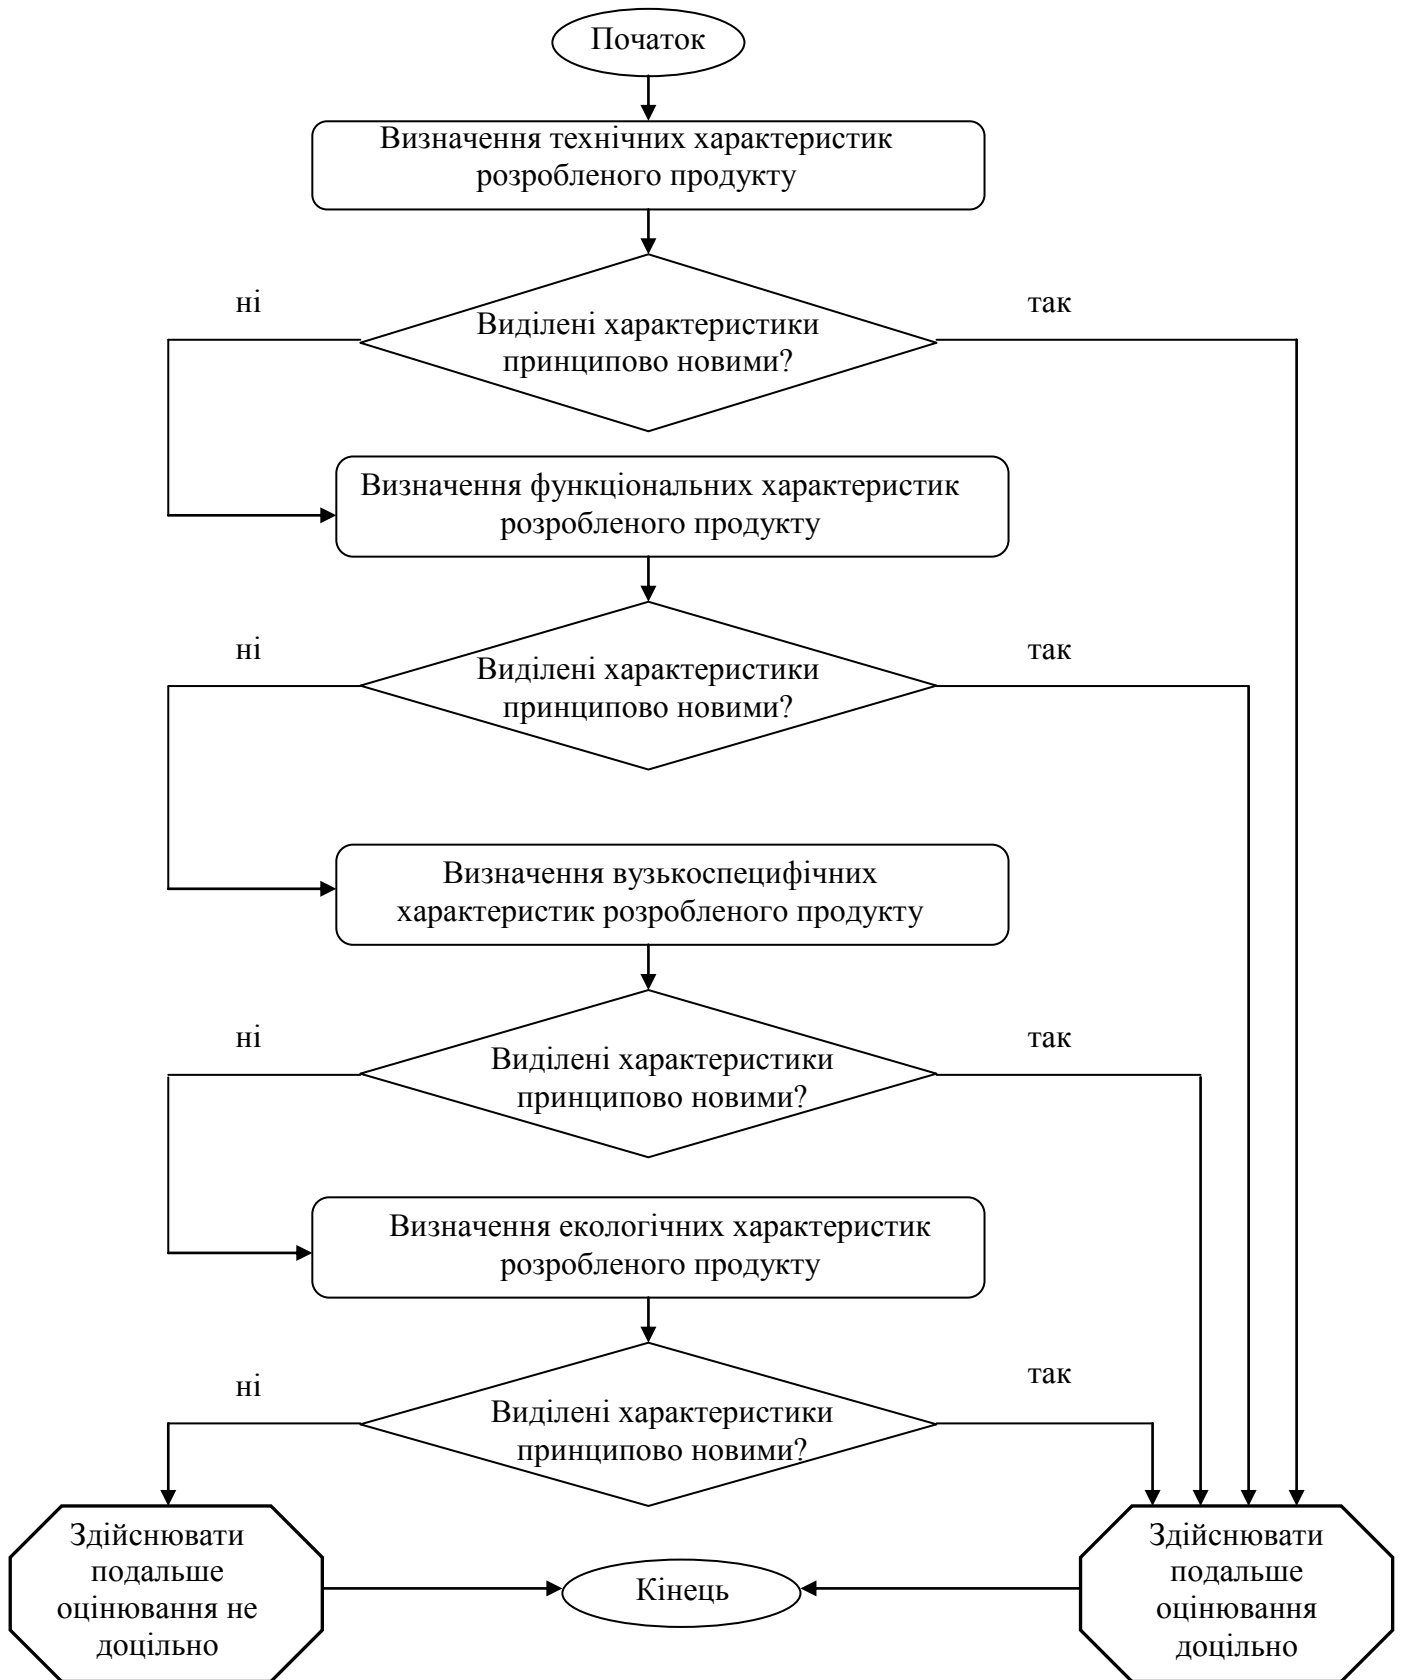 Початок
Визначення технічних характеристик
розробленого продукту
ні
так
Виділені характеристики
принципово новими?
Визначення функціональних характеристик
розробленого продукту
ні
так
Виділені характеристики
принципово новими?
Визначення вузькоспецифічних
характеристик розробленого продукту
ні
так
Виділені характеристики
принципово новими?
Визначення екологічних характеристик
розробленого продукту
ні
так
Виділені характеристики
принципово новими?
Здійснювати
подальше
оцінювання не
доцільно
Кінець
Здійснювати
подальше
оцінювання
доцільно